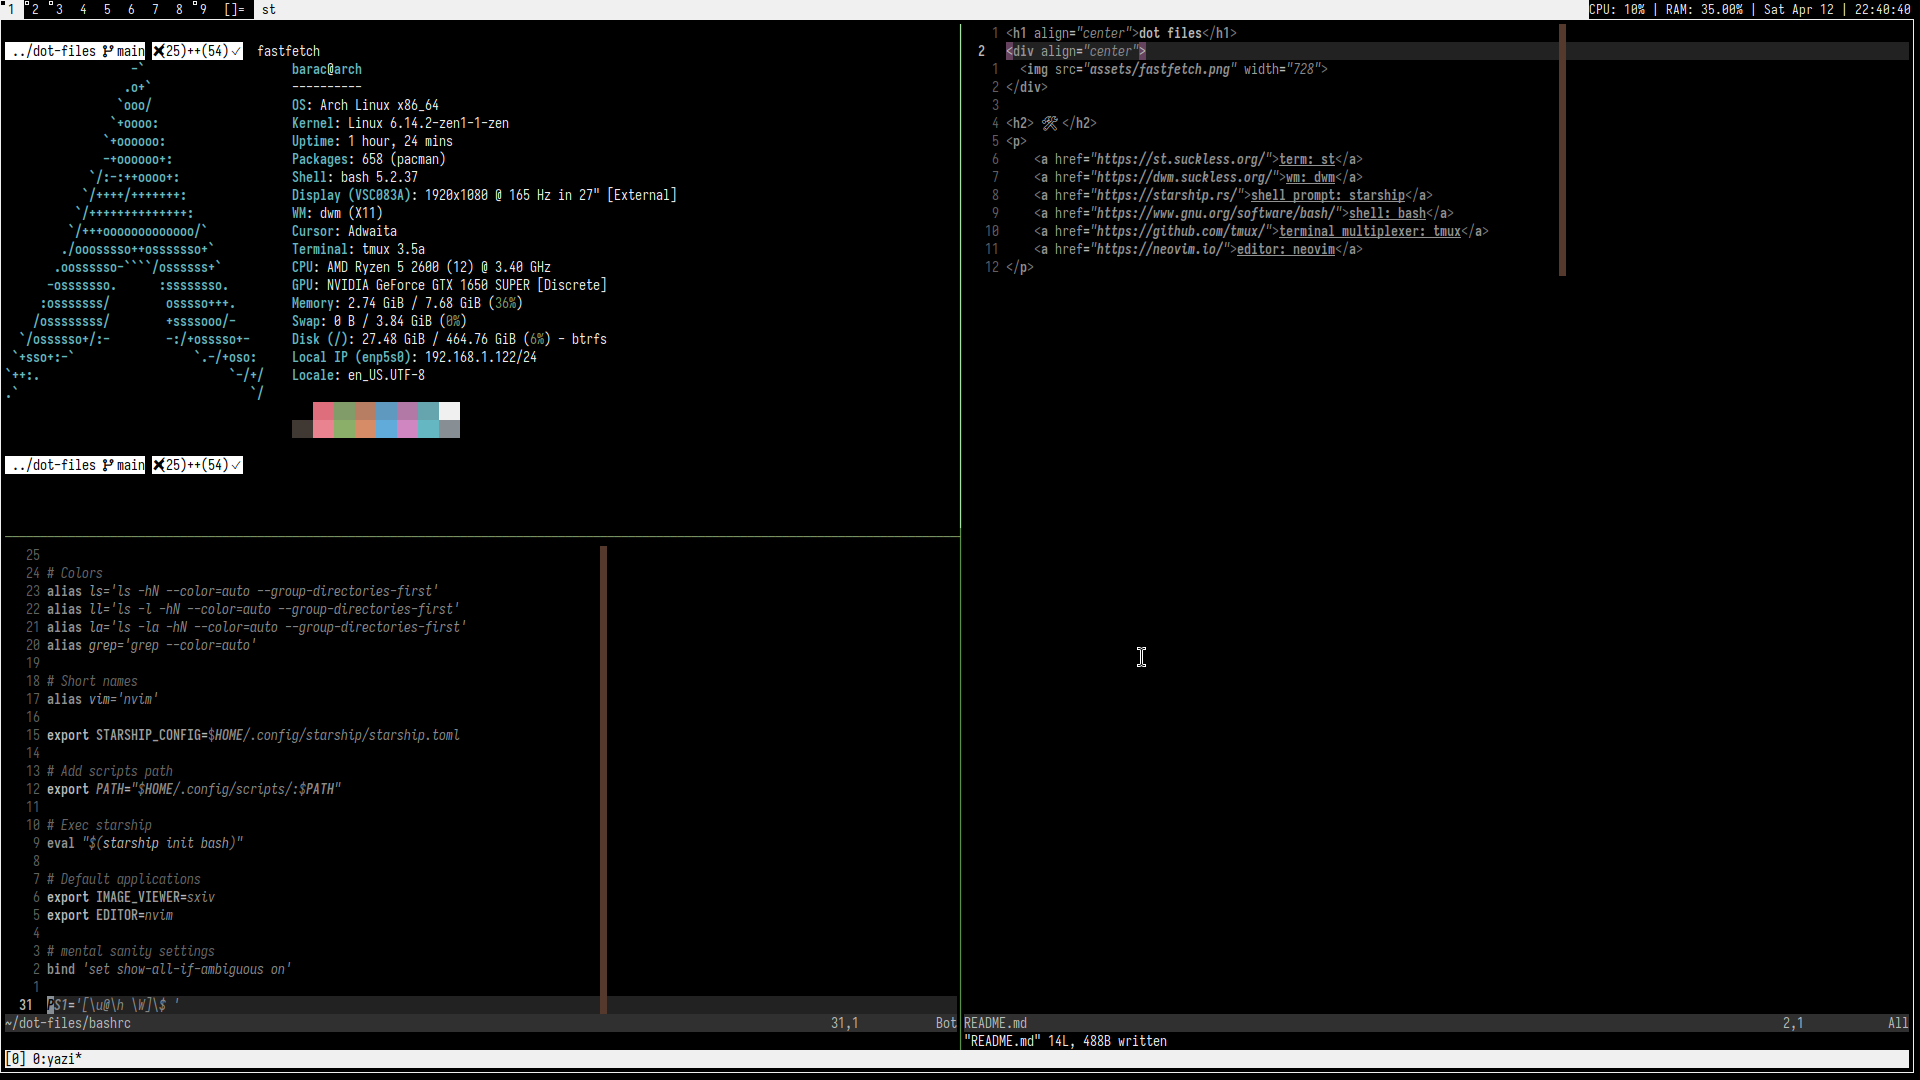 1 2 3 4 5 6 7 8 9 []= st
CPU: 10% | RAM: 35.00% | Sat Apr 12 | 22:40:40
../dot-files main ✘(25)++(54)✓ fastfetch
-`
.o+`
`ooo/
`+oooo:
`+oooooo:
-+oooooo+:
`/:-:++oooo+:
`/++++/+++++++:
`/++++++++++++++:
`/+++ooooooooooooo/`
./ooosssso++osssssso+`
.oossssso-````/ossssss+`
-osssssso. :ssssssso.
:osssssss/ osssso+++.
/ossssssss/ +ssssooo/-
`/ossssso+/:- -:/+osssso+-
`+sso+:-` `.-/+oso:
`++:. `-/+/
.` `/
barac@arch
----------
OS: Arch Linux x86_64
Kernel: Linux 6.14.2-zen1-1-zen
Uptime: 1 hour, 24 mins
Packages: 658 (pacman)
Shell: bash 5.2.37
Display (VSC083A): 1920x1080 @ 165 Hz in 27" [External]
WM: dwm (X11)
Cursor: Adwaita
Terminal: tmux 3.5a
CPU: AMD Ryzen 5 2600 (12) @ 3.40 GHz
GPU: NVIDIA GeForce GTX 1650 SUPER [Discrete]
Memory: 2.74 GiB / 7.68 GiB (36%)
Swap: 0 B / 3.84 GiB (0%)
Disk (/): 27.48 GiB / 464.76 GiB (6%) - btrfs
Local IP (enp5s0): 192.168.1.122/24
Locale: en_US.UTF-8
../dot-files main ✘(25)++(54)✓
25
24 # Colors
23 alias ls='ls -hN --color=auto --group-directories-first'
22 alias ll='ls -l -hN --color=auto --group-directories-first'
21 alias la='ls -la -hN --color=auto --group-directories-first'
20 alias grep='grep --color=auto'
19
18 # Short names
17 alias vim='nvim'
16
15 export STARSHIP_CONFIG=$HOME/.config/starship/starship.toml
14
13 # Add scripts path
12 export PATH="$HOME/.config/scripts/:$PATH"
11
10 # Exec starship
9 eval "$(starship init bash)"
8
7 # Default applications
6 export IMAGE_VIEWER=sxiv
5 export EDITOR=nvim
4
3 # mental sanity settings
2 bind 'set show-all-if-ambiguous on'
1
31 PS1='[\u@\h \W]\$ '
~/dot-files/bashrc 31,1 Bot
1 <h1 align="center">dot files</h1>
2 <div align="center">
1 <img src="assets/fastfetch.png" width="728">
2 </div>
3
4 <h2> 🛠 </h2>
5 <p>
6 <a href="https://st.suckless.org/">term: st</a>
7 <a href="https://dwm.suckless.org/">wm: dwm</a>
8 <a href="https://starship.rs/">shell prompt: starship</a>
9 <a href="https://www.gnu.org/software/bash/">shell: bash</a>
10 <a href="https://github.com/tmux/">terminal multiplexer: tmux</a>
11 <a href="https://neovim.io/">editor: neovim</a>
12 </p>
README.md 2,1 All
"README.md" 14L, 488B written
[0] 0:yazi*